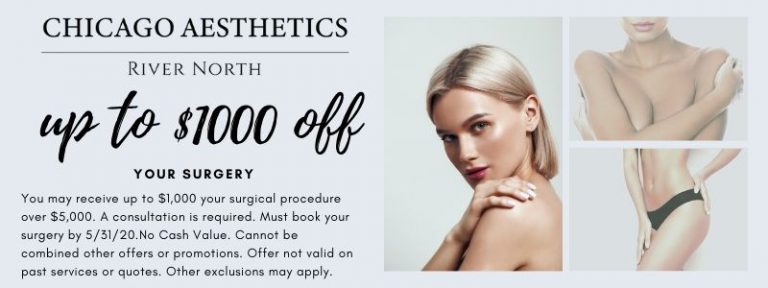 CHICAGO AESTHETICS
RIVER NORTH
up to $1000 off
YOUR SURGERY
You may receive up to $1,000 your surgical procedure
over $5,000. A consultation is required. Must book your
surgery by 5/31/20.No Cash Value. Cannot be
combined other offers or promotions. Offer not valid on
past services or quotes. Other exclusions may apply.